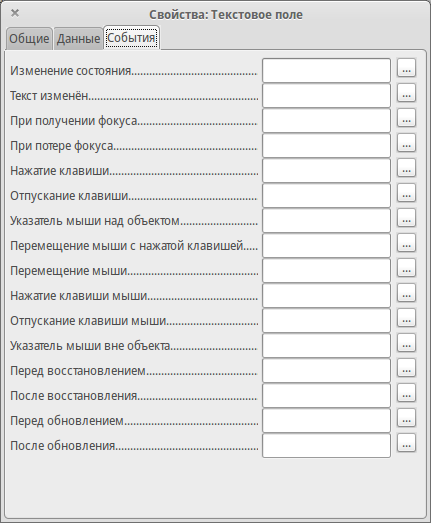 Свойства: Текстовое поле
Общие Данные События
Изменение состояния.......................................... ...
Текст изменён........................................................ ...
При получении фокуса........................................ ...
При потере фокуса................................................ ...
Нажатие клавиши................................................. ...
Отпускание клавиши........................................... ...
Указатель мыши над объектом.......................... ...
Перемещение мыши с нажатой клавишей..... ...
Перемещение мыши............................................ ...
Нажатие клавиши мыши..................................... ...
Отпускание клавиши мыши............................... ...
Указатель мыши вне объекта............................. ...
Перед восстановлением...................................... ...
После восстановления........................................ ...
Перед обновлением............................................. ...
После обновления................................................ ...